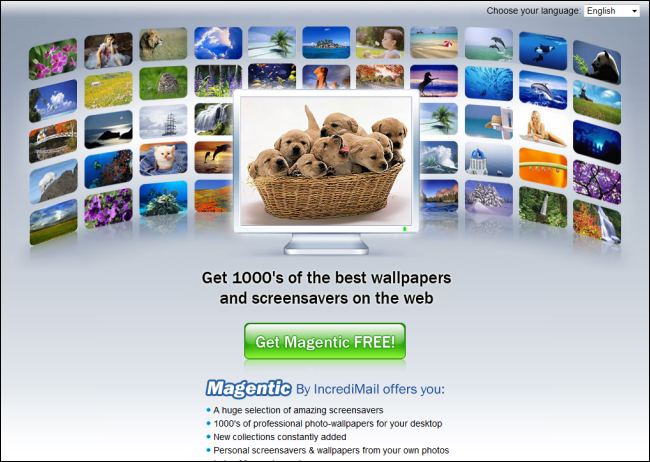 Choose your language: English
Get 1000's of the best wallpapers
and screensavers on the web
Get Magentic FREE!
Magentic By IncrediMail offers you:
A huge selection of amazing screensavers
1000's of professional photo-wallpapers for your desktop
New collections constantly added
Personal screensavers & wallpapers from your own photos